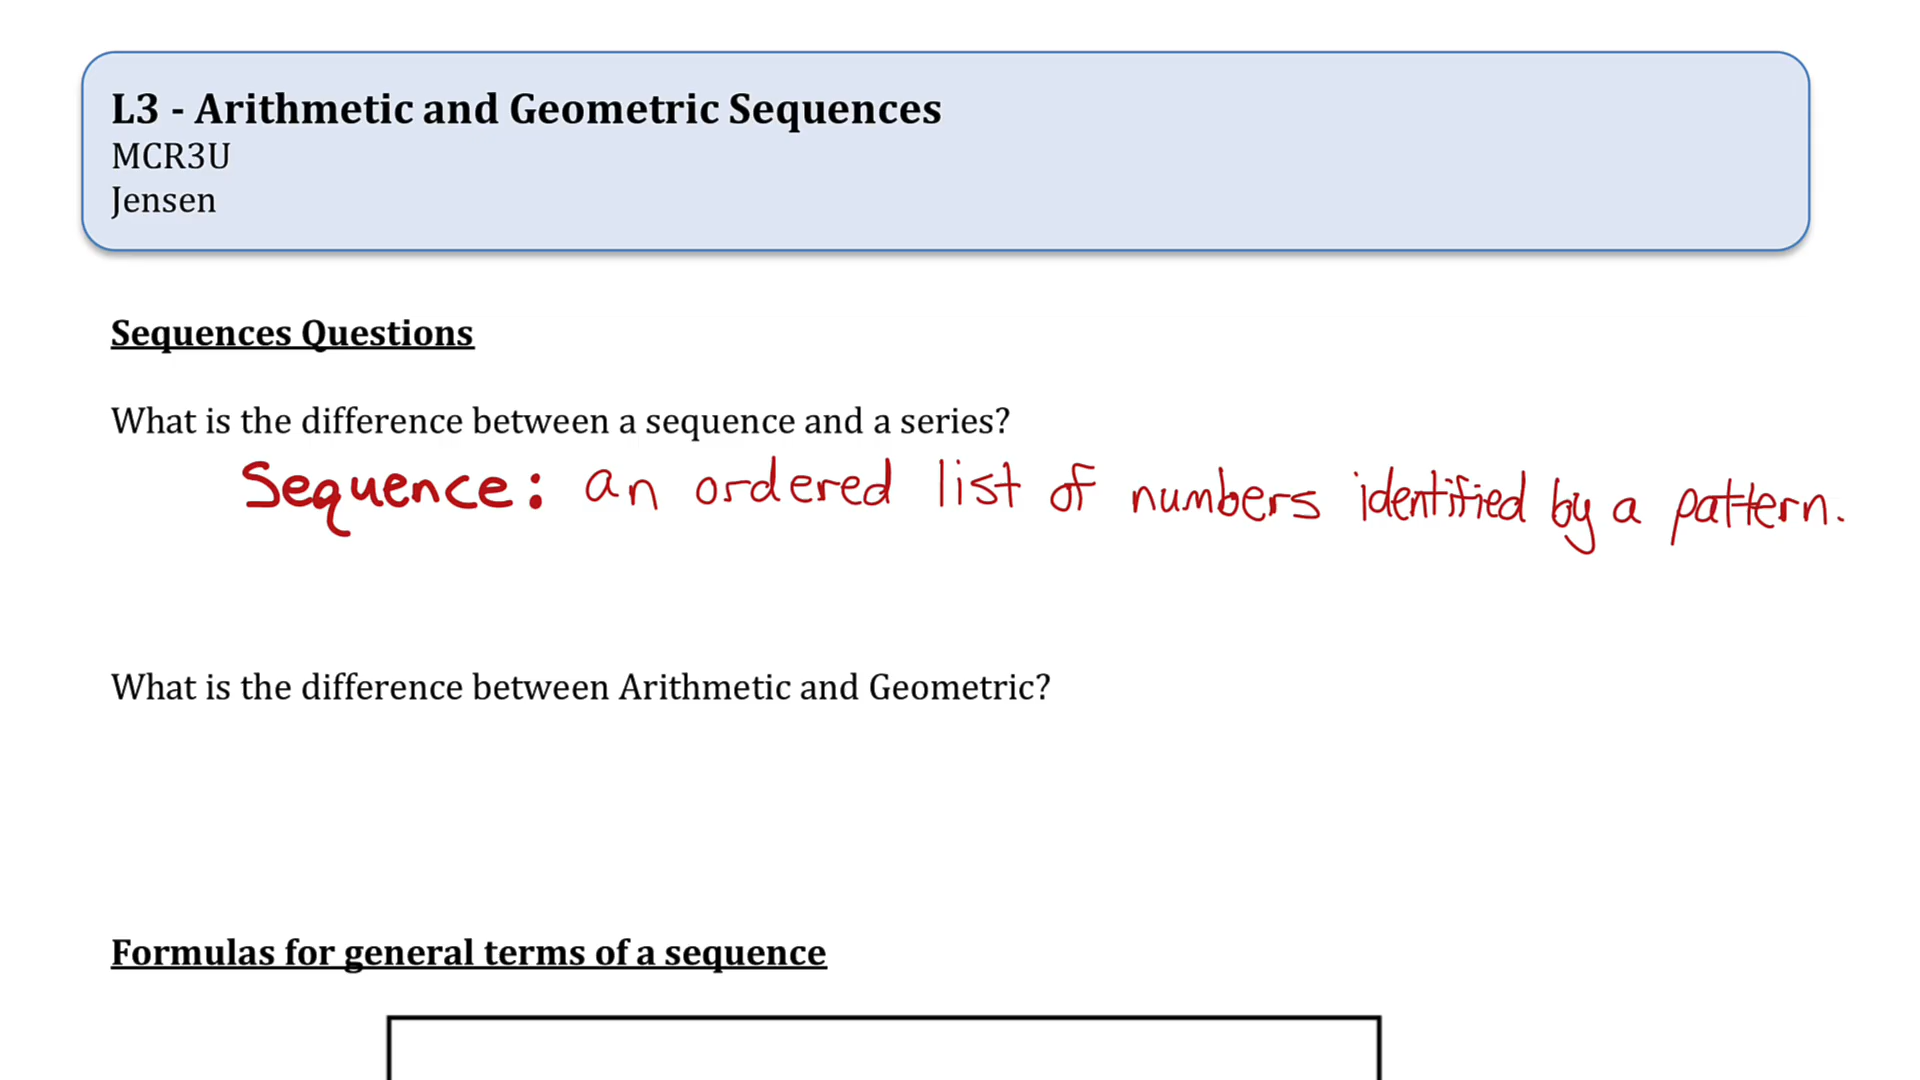 L3 - Arithmetic and Geometric Sequences
MCR3U
Jensen
Sequences Questions
What is the difference between a sequence and a series?
Sequence: an ordered list of numbers identified by a pattern.
What is the difference between Arithmetic and Geometric?
Formulas for general terms of a sequence